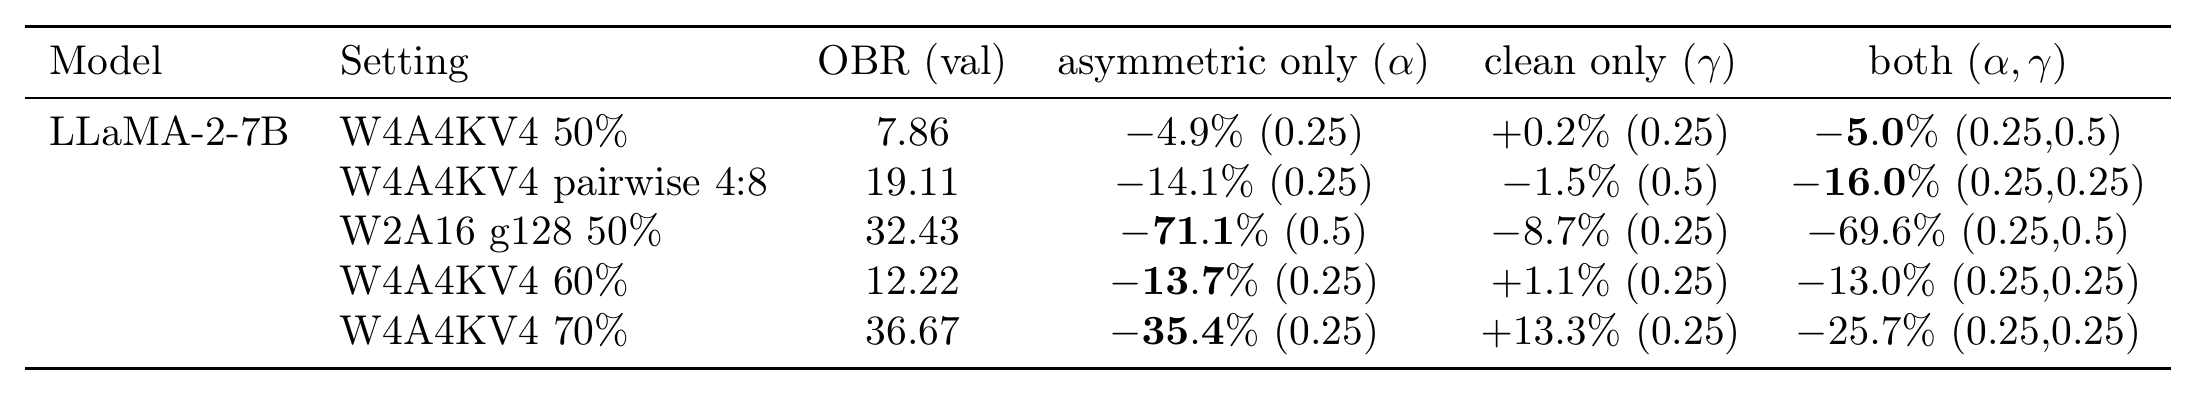 Model Setting OBR (val) asymmetric only (α) clean only (γ) both (α, γ)
LLaMA-2-7B W4A4KV4 50% 7.86 −4.9% (0.25) +0.2% (0.25) −5.0% (0.25,0.5)
W4A4KV4 pairwise 4:8 19.11 −14.1% (0.25) −1.5% (0.5) −16.0% (0.25,0.25)
W2A16 g128 50% 32.43 −71.1% (0.5) −8.7% (0.25) −69.6% (0.25,0.5)
W4A4KV4 60% 12.22 −13.7% (0.25) +1.1% (0.25) −13.0% (0.25,0.25)
W4A4KV4 70% 36.67 −35.4% (0.25) +13.3% (0.25) −25.7% (0.25,0.25)